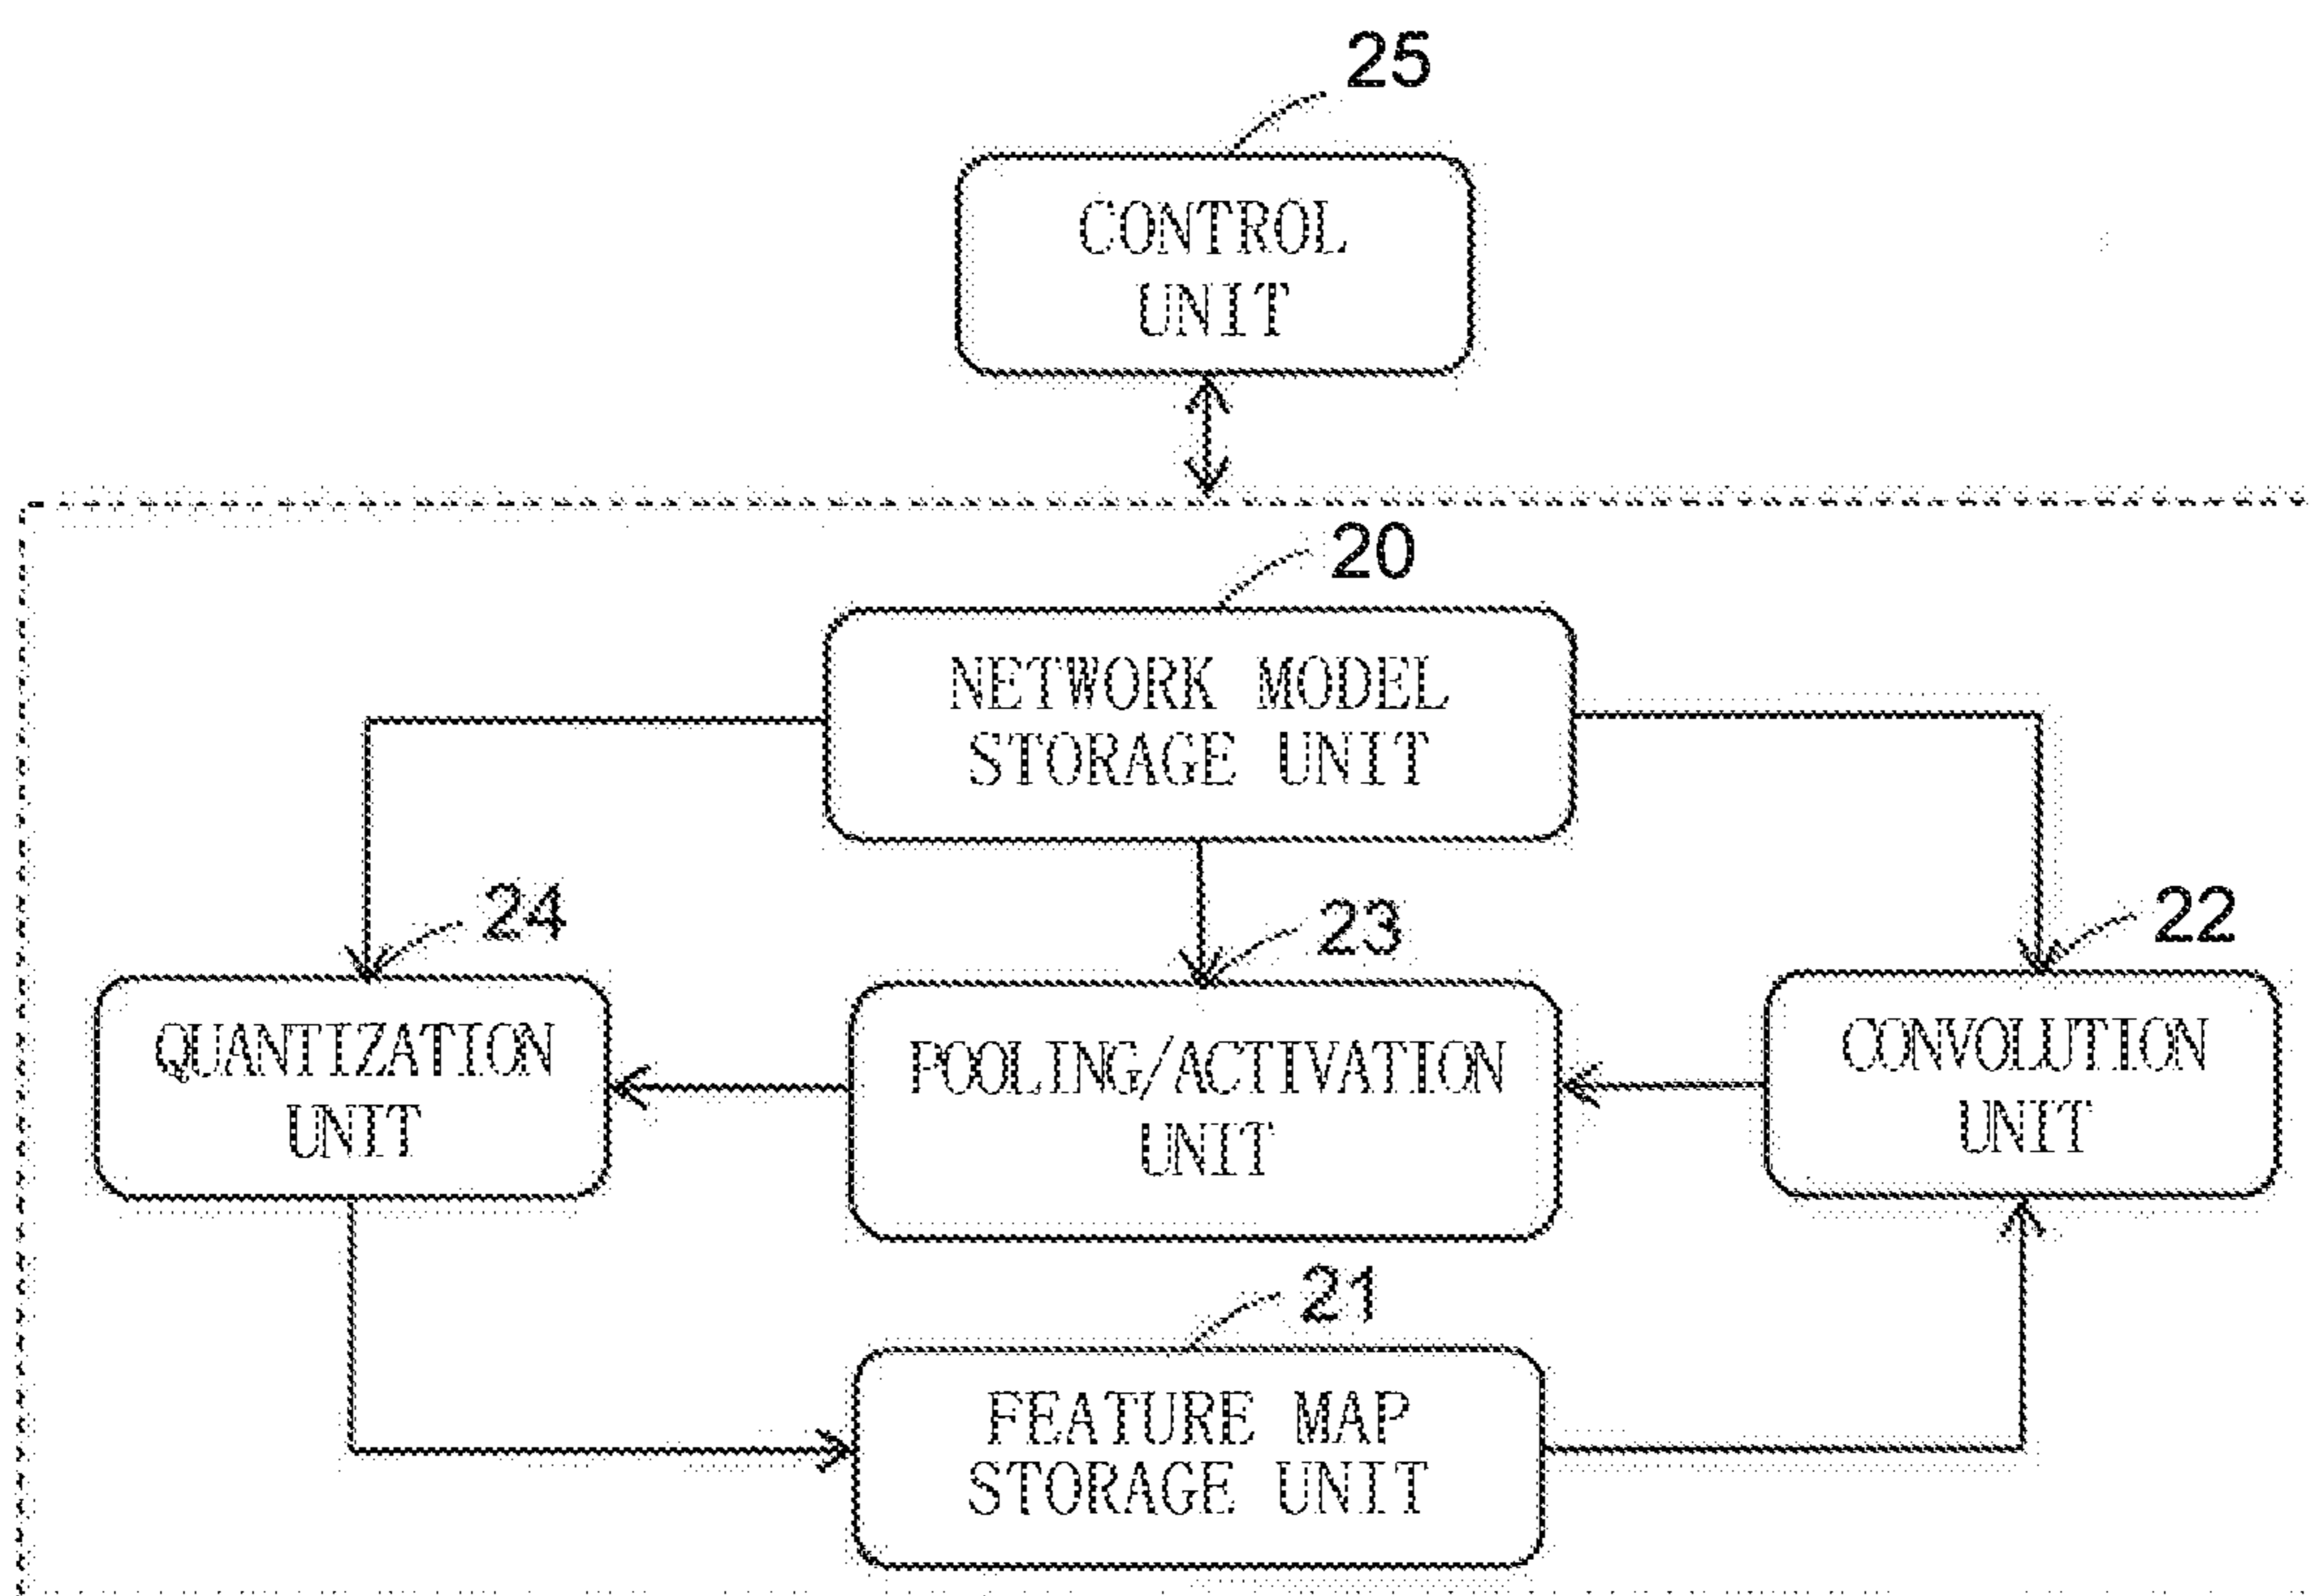 25
CONTROL
UNIT
20
NETWORK MODEL
STORAGE UNIT
24
23
22
QUANTIZATION
UNIT
POOLING/ACTIVATION
UNIT
CONVOLUTION
UNIT
21
FEATURE MAP
STORAGE UNIT